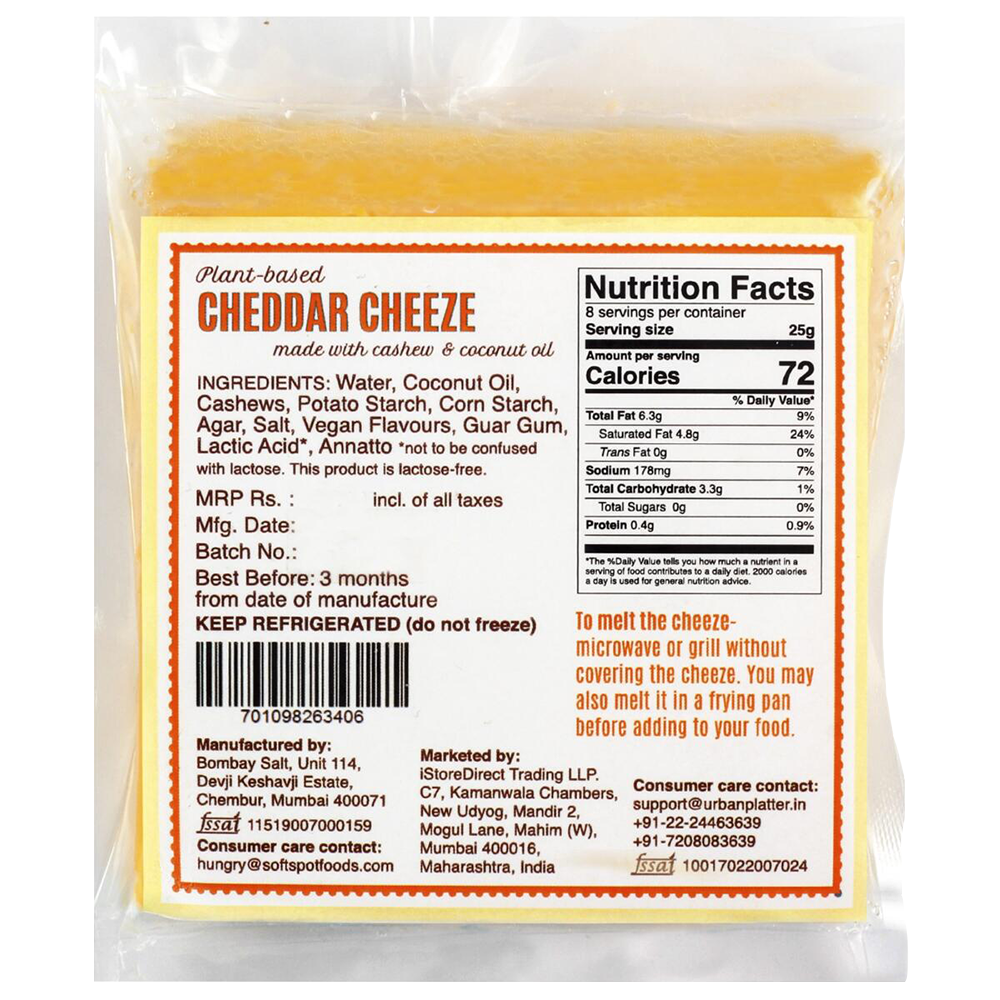 Plant-based
CHEDDAR CHEEZE
made with cashew & coconut oil
INGREDIENTS: Water, Coconut Oil,
Cashews, Potato Starch, Corn Starch,
Agar, Salt, Vegan Flavours, Guar Gum,
Lactic Acid*, Annatto *not to be confused
with lactose. This product is lactose-free.
MRP Rs. : incl. of all taxes
Mfg. Date:
Batch No.:
Best Before: 3 months
from date of manufacture
KEEP REFRIGERATED (do not freeze)
701098263406
Manufactured by:
Bombay Salt, Unit 114,
Devji Keshavji Estate,
Chembur, Mumbai 400071
fssai 11519007000159
Consumer care contact:
hungry@softspotfoods.com
Marketed by:
iStoreDirect Trading LLP.
C7, Kamanwala Chambers,
New Udyog, Mandir 2,
Mogul Lane, Mahim (W),
Mumbai 400016,
Maharashtra, India
Nutrition Facts
8 servings per container
Serving size 25g
Amount per serving
Calories 72
% Daily Value*
Total Fat 6.3g 9%
Saturated Fat 4.8g 24%
Trans Fat 0g 0%
Sodium 178mg 7%
Total Carbohydrate 3.3g 1%
Total Sugars 0g 0%
Protein 0.4g 0.9%
*The %Daily Value tells you how much a nutrient in a
serving of food contributes to a daily diet. 2000 calories
a day is used for general nutrition advice.
To melt the cheeze-
microwave or grill without
covering the cheeze. You may
also melt it in a frying pan
before adding to your food.
Consumer care contact:
support@urbanplatter.in
+91-22-24463639
+91-7208083639
fssai 10017022007024